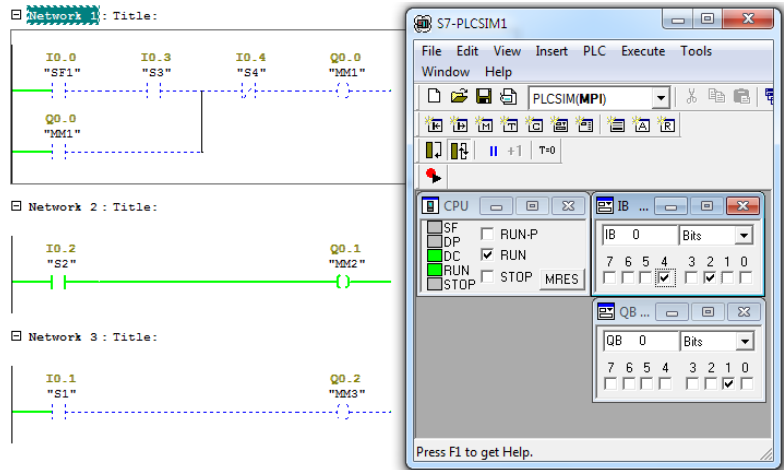 Network 1: Title:
I0.0 I0.3 I0.4 Q0.0
"SF1" "S3" "S4" "MM1"
Q0.0
"MM1"
Network 2: Title:
I0.2 Q0.1
"S2" "MM2"
Network 3: Title:
I0.1 Q0.2
"S1" "MM3"
S7-PLCSIM1
File Edit View Insert PLC Execute Tools
Window Help
PLCSIM(MPI)
+1 T=0
CPU
SF
DP
DC
RUN
STOP
RUN-P
RUN
STOP MRES
IB ...
IB 0 Bits
7 6 5 4 3 2 1 0
QB ...
QB 0 Bits
7 6 5 4 3 2 1 0
Press F1 to get Help.